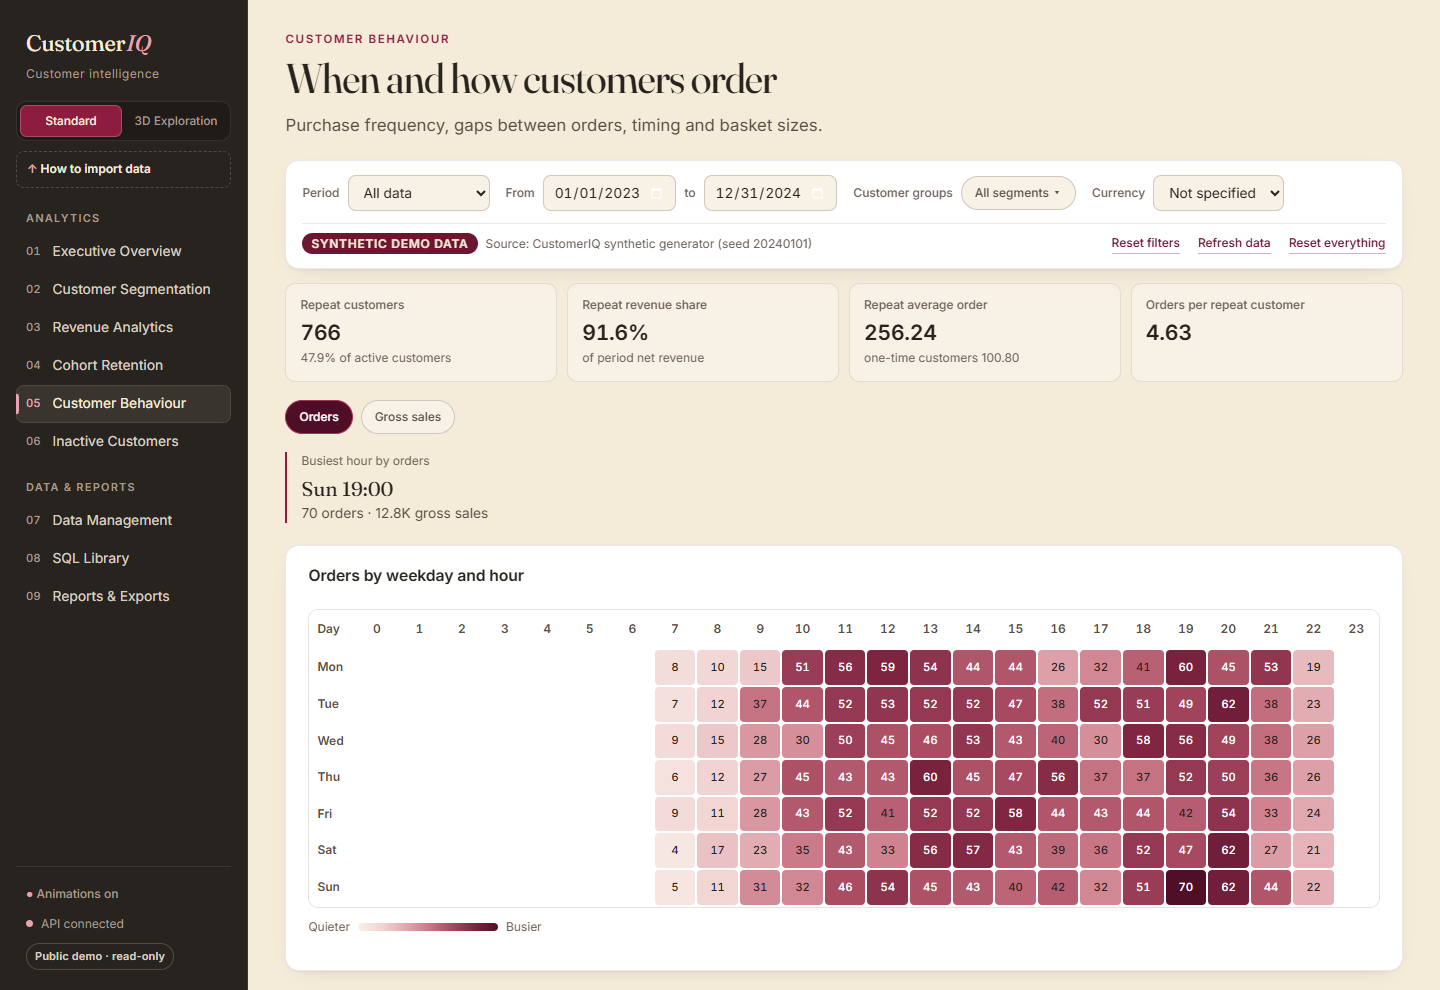 CustomerIQ
Customer intelligence
Standard
3D Exploration
↑ How to import data
ANALYTICS
01 Executive Overview
02 Customer Segmentation
03 Revenue Analytics
04 Cohort Retention
05 Customer Behaviour
06 Inactive Customers
DATA & REPORTS
07 Data Management
08 SQL Library
09 Reports & Exports
Animations on
API connected
Public demo · read-only
CUSTOMER BEHAVIOUR
When and how customers order
Purchase frequency, gaps between orders, timing and basket sizes.
Period All data From 01/01/2023 to 12/31/2024 Customer groups All segments Currency Not specified
SYNTHETIC DEMO DATA Source: CustomerIQ synthetic generator (seed 20240101) Reset filters Refresh data Reset everything
Repeat customers
766
47.9% of active customers
Repeat revenue share
91.6%
of period net revenue
Repeat average order
256.24
one-time customers 100.80
Orders per repeat customer
4.63
Orders Gross sales
Busiest hour by orders
Sun 19:00
70 orders · 12.8K gross sales
Orders by weekday and hour
Day 0 1 2 3 4 5 6 7 8 9 10 11 12 13 14 15 16 17 18 19 20 21 22 23
Mon 8 10 15 51 56 59 54 44 44 26 32 41 60 45 53 19
Tue 7 12 37 44 52 53 52 52 47 38 52 51 49 62 38 23
Wed 9 15 28 30 50 45 46 53 43 40 30 58 56 49 38 26
Thu 6 12 27 45 43 43 60 45 47 56 37 37 52 50 36 26
Fri 9 11 28 43 52 41 52 52 58 44 43 44 42 54 33 24
Sat 4 17 23 35 43 33 56 57 43 39 36 52 47 62 27 21
Sun 5 11 31 32 46 54 45 43 40 42 32 51 70 62 44 22
Quieter Busier